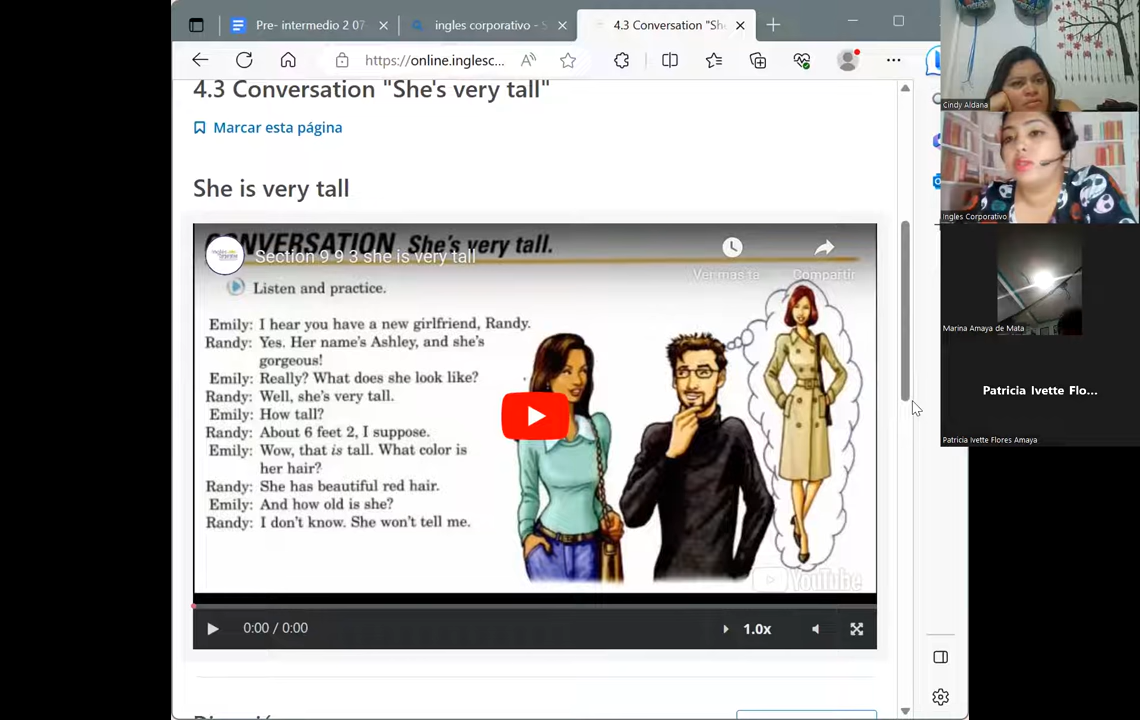 Pre- intermedio 2 07-
ingles corporativo - S
4.3 Conversation "She
https://online.inglesc...
4.3 Conversation "She's very tall"
Marcar esta página
She is very tall
CONVERSATION She's very tall.
Section 9 9 3 she is very tall
Ver más ta
Compartir
Listen and practice.
Emily: I hear you have a new girlfriend, Randy.
Randy: Yes. Her name's Ashley, and she's
gorgeous!
Emily: Really? What does she look like?
Randy: Well, she's very tall.
Emily: How tall?
Randy: About 6 feet 2, I suppose.
Emily: Wow, that is tall. What color is
her hair?
Randy: She has beautiful red hair.
Emily: And how old is she?
Randy: I don't know. She won't tell me.
YouTube
0:00 / 0:00
1.0x
Cindy Aldana
Ingles Corporativo
Marina Amaya de Mata
Patricia Ivette Flo...
Patricia Ivette Flores Amaya